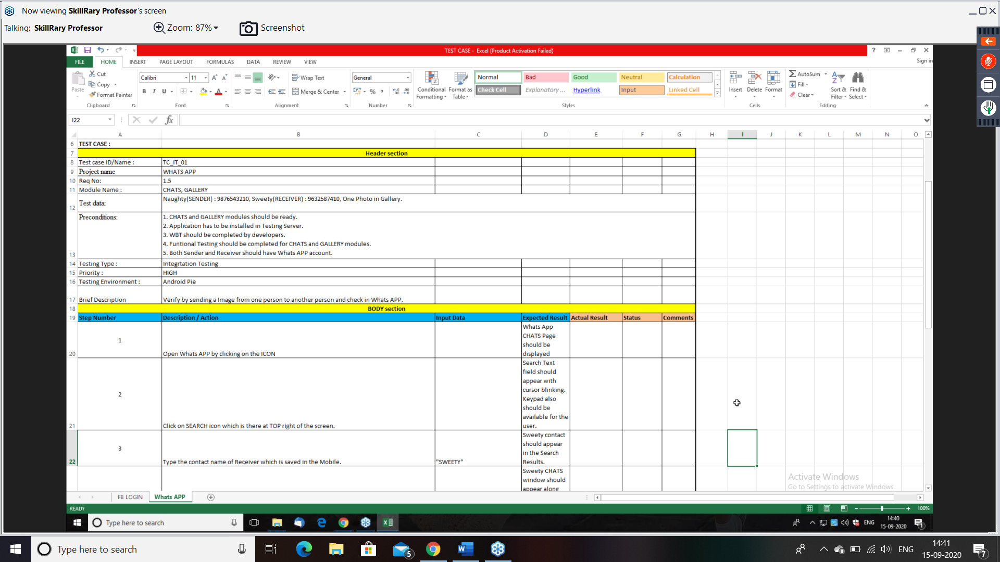 Now viewing SkillRary Professor's screen
Talking: SkillRary Professor
Zoom: 87%
Screenshot
TEST CASE - Excel (Product Activation Failed)
FILE HOME INSERT PAGE LAYOUT FORMULAS DATA REVIEW VIEW
Sign in
Cut
Copy
Format Painter
Paste
Clipboard
Calibri 11
B I U
Font
Wrap Text
Merge & Center
Alignment
General
Number
Conditional Formatting
Format as Table
Normal Bad Good Neutral Calculation
Check Cell Explanatory ... Hyperlink Input Linked Cell
Styles
Insert Delete Format
Cells
AutoSum
Fill
Clear
Sort & Filter
Find & Select
Editing
I22
fx
A B C D E F G H I J K L M N O
6 TEST CASE :
7 Header section
8 Test case ID/Name : TC_IT_01
9 Project name WHATS APP
10 Req No: 1.5
11 Module Name : CHATS, GALLERY
12 Test data: Naughty(SENDER) : 9876543210, Sweety(RECEIVER) : 9632587410, One Photo in Gallery.
13 Preconditions: 1. CHATS and GALLERY modules should be ready.
2. Application has to be installed in Testing Server.
3. WBT should be completed by developers.
4. Funtional Testing should be completed for CHATS and GALLERY modules.
5. Both Sender and Receiver should have Whats APP account.
14 Testing Type : Integrtation Testing
15 Priority : HIGH
16 Testing Environment : Android Pie
17 Brief Description Verify by sending a Image from one person to another person and check in Whats APP.
18 BODY section
19 Step Number Description / Action Input Data Expected Result Actual Result Status Comments
20 1 Open Whats APP by clicking on the ICON
Whats App
CHATS Page
should be
displayed
21 2 Click on SEARCH icon which is there at TOP right of the screen.
Search Text
field should
appear with
cursor blinking.
Keypad also
should be
available for the
user.
22 3 Type the contact name of Receiver which is saved in the Mobile. "SWEETY"
Sweety contact
should appear
in the Search
Results.
Sweety CHATS
window should
appear along
Activate Windows
Go to Settings to activate Windows.
FB LOGIN Whats APP
READY
100%
Type here to search
ENG
14:40
15-09-2020
1
Type here to search
5
ENG
14:41
15-09-2020
7